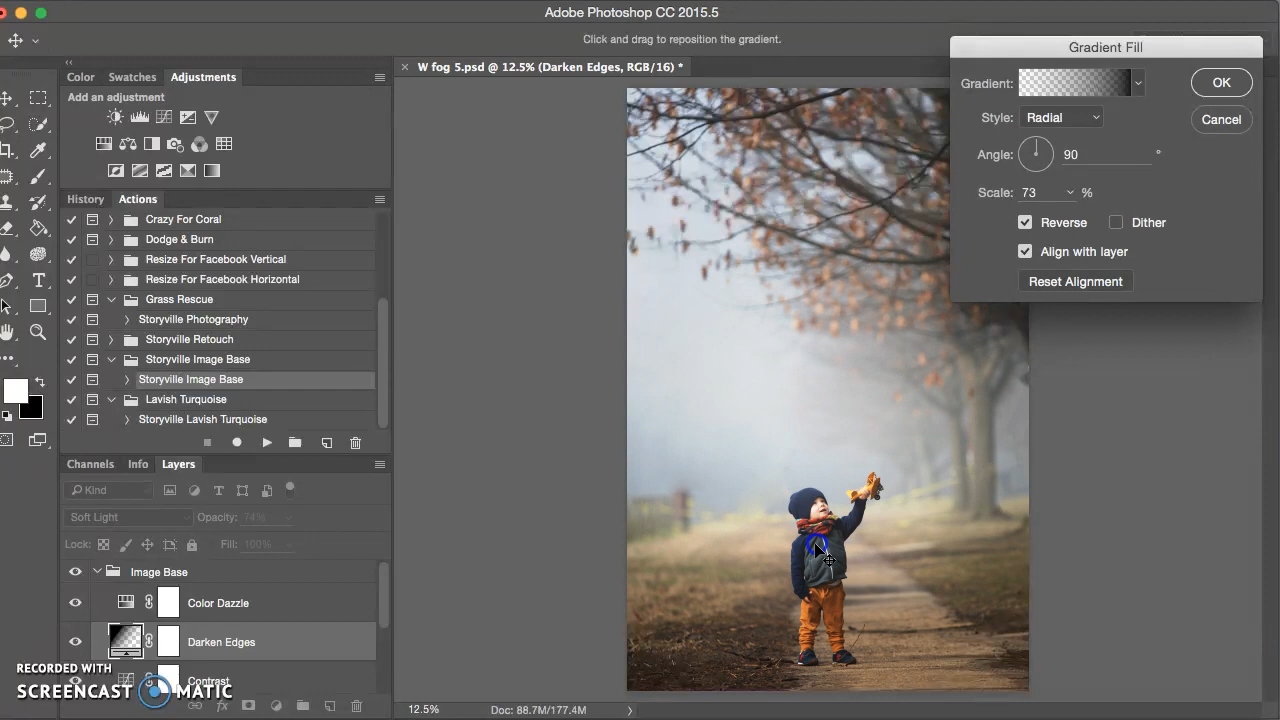 Adobe Photoshop CC 2015.5
Click and drag to reposition the gradient.
Color Swatches Adjustments
Add an adjustment
History Actions
Crazy For Coral
Dodge & Burn
Resize For Facebook Vertical
Resize For Facebook Horizontal
Grass Rescue
Storyville Photography
Storyville Retouch
Storyville Image Base
Storyville Image Base
Lavish Turquoise
Storyville Lavish Turquoise
Channels Info Layers
Kind
Soft Light Opacity: 74%
Lock: Fill: 100%
Image Base
Color Dazzle
Darken Edges
Contrast
RECORDED WITH
SCREENCAST MATIC
W fog 5.psd @ 12.5% (Darken Edges, RGB/16) *
12.5% Doc: 88.7M/177.4M
Gradient Fill
Gradient: OK
Style: Radial Cancel
Angle: 90 °
Scale: 73 %
Reverse Dither
Align with layer
Reset Alignment